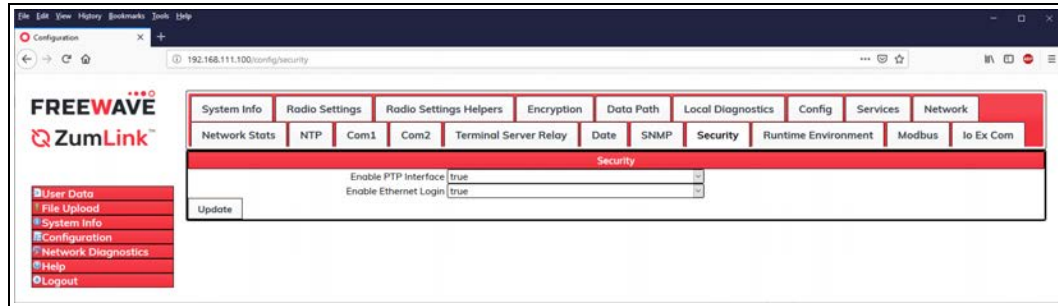 File Edit View History Bookmarks Tools Help
Configuration
192.168.111.100/config/security
FREEWAVE
ZumLink™
System Info Radio Settings Radio Settings Helpers Encryption Data Path Local Diagnostics Config Services Network
Network Stats NTP Com1 Com2 Terminal Server Relay Date SNMP Security Runtime Environment Modbus Io Ex Com
Security
Enable PTP Interface true
Enable Ethernet Login true
Update
User Data
File Upload
System Info
Configuration
Network Diagnostics
Help
Logout